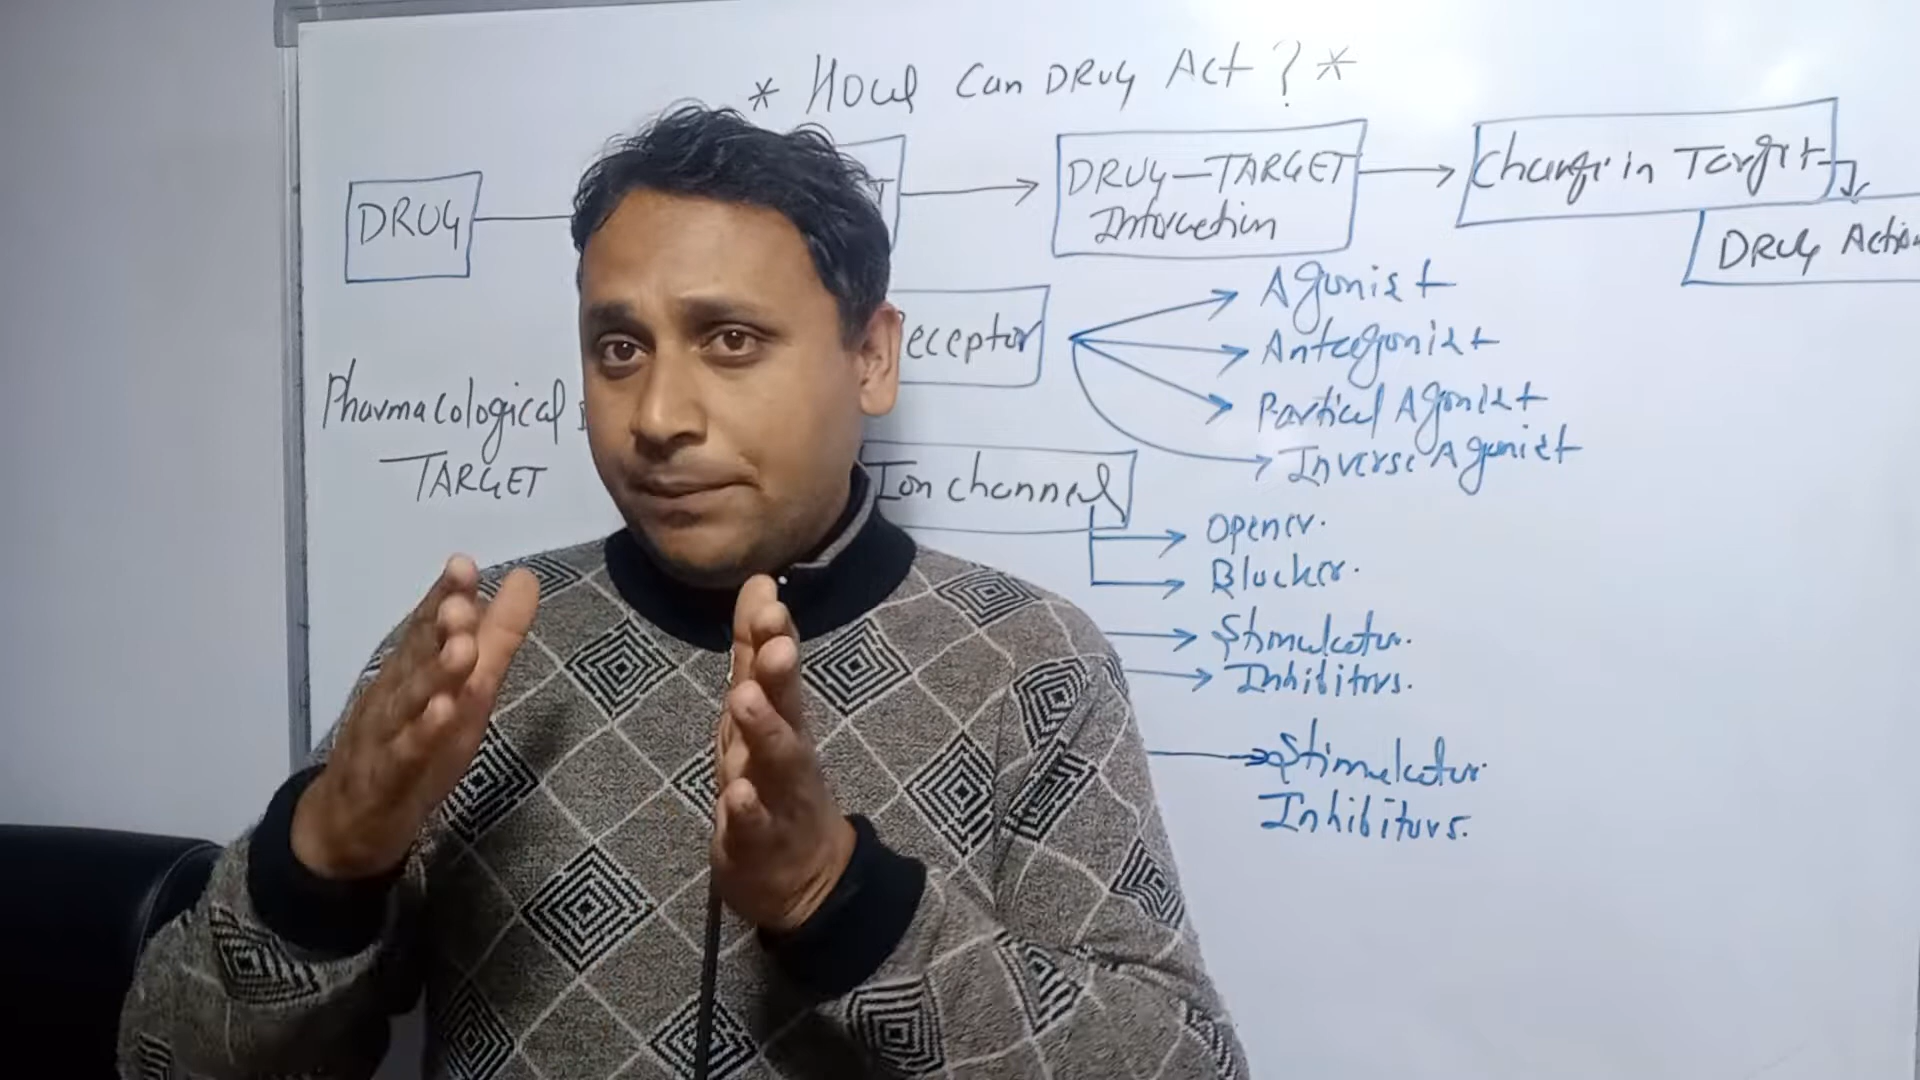 * How Can DRUG Act ? *
DRUG
DRUG-TARGET
Interaction
Change in Target
DRUG Action
Receptor
Agonist
Antagonist
Partial Agonist
Inverse Agonist
Pharmacological
TARGET
Ion channel
Opener.
Blocker.
Stimulator.
Inhibitors.
Stimulator.
Inhibitors.